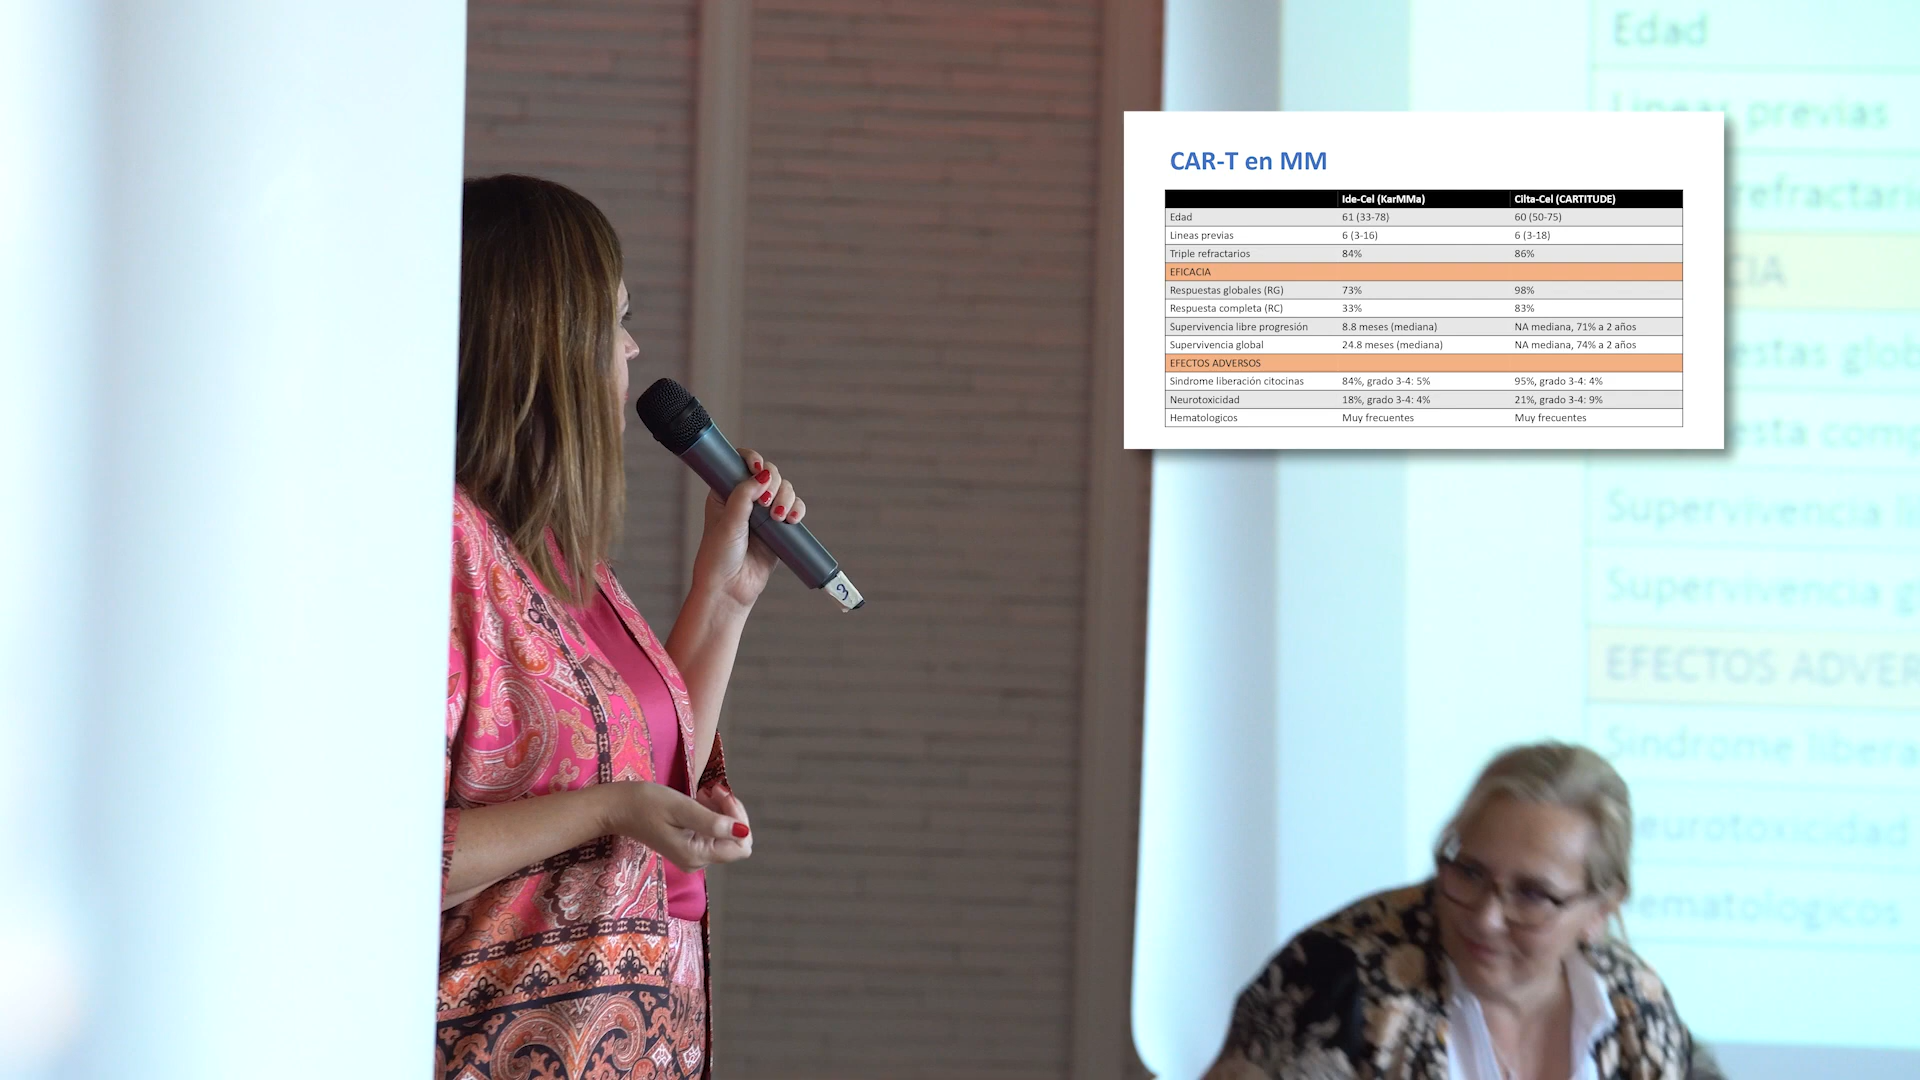 CAR-T en MM
Ide-Cel (KarMMa) Cilta-Cel (CARTITUDE)
Edad 61 (33-78) 60 (50-75)
Lineas previas 6 (3-16) 6 (3-18)
Triple refractarios 84% 86%
EFICACIA
Respuestas globales (RG) 73% 98%
Respuesta completa (RC) 33% 83%
Supervivencia libre progresión 8.8 meses (mediana) NA mediana, 71% a 2 años
Supervivencia global 24.8 meses (mediana) NA mediana, 74% a 2 años
EFECTOS ADVERSOS
Sindrome liberación citocinas 84%, grado 3-4: 5% 95%, grado 3-4: 4%
Neurotoxicidad 18%, grado 3-4: 4% 21%, grado 3-4: 9%
Hematologicos Muy frecuentes Muy frecuentes
Edad
Lineas previas
refractari
CIA
estas glob
esta comp
Supervivencia li
Supervivencia g
EFECTOS ADVER
Sindrome libera
eurotoxicidad
ematologicos
3